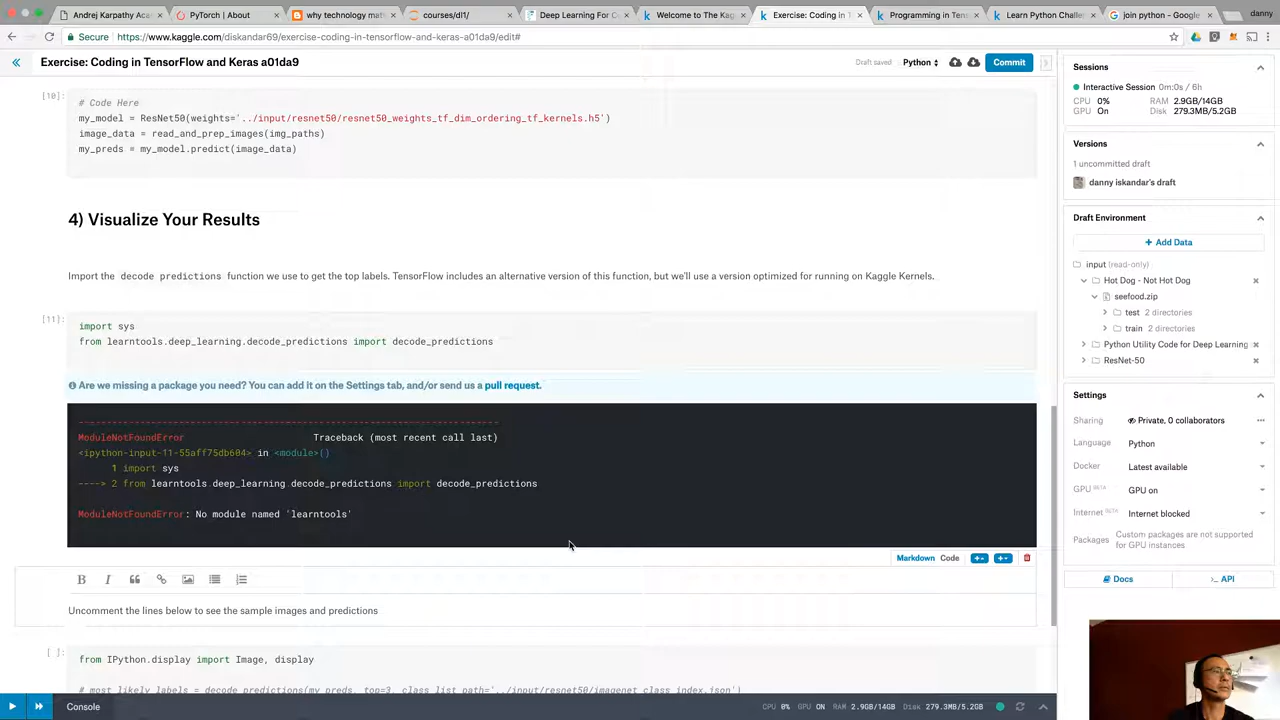 Andrej Karpathy Acade
PyTorch | About
why technology matt
courses/dl1/
Deep Learning For Co
Welcome to The Kag
Exercise: Coding in T
Programming in Tens
Learn Python Challe
join python - Google
danny
Secure | https://www.kaggle.com/diskandar69/exercise-coding-in-tensorflow-and-keras-a01da9/edit#
Exercise: Coding in TensorFlow and Keras a01da9
Draft saved
Python
Commit
[10]:
# Code Here
my_model = ResNet50(weights='../input/resnet50/resnet50_weights_tf_dim_ordering_tf_kernels.h5')
image_data = read_and_prep_images(img_paths)
my_preds = my_model.predict(image_data)
4) Visualize Your Results
Import the decode predictions function we use to get the top labels. TensorFlow includes an alternative version of this function, but we'll use a version optimized for running on Kaggle Kernels.
[11]:
import sys
from learntools.deep_learning.decode_predictions import decode_predictions
Are we missing a package you need? You can add it on the Settings tab, and/or send us a pull request.
---------------------------------------------------------------------------
ModuleNotFoundError Traceback (most recent call last)
<ipython-input-11-55aff75db604> in <module>()
1 import sys
----> 2 from learntools.deep_learning.decode_predictions import decode_predictions
ModuleNotFoundError: No module named 'learntools'
Markdown Code
B I
Uncomment the lines below to see the sample images and predictions
[ ]:
from IPython.display import Image, display
# most_likely_labels = decode_predictions(my_preds, top=3, class_list_path='../input/resnet50/imagenet_class_index.json')
Console
CPU 0% GPU ON RAM 2.9GB/14GB Disk 279.3MB/5.2GB
Sessions
Interactive Session 0m:0s / 6h
CPU 0% RAM 2.9GB/14GB
GPU On Disk 279.3MB/5.2GB
Versions
1 uncommitted draft
danny iskandar's draft
Draft Environment
+ Add Data
input (read-only)
Hot Dog - Not Hot Dog
seefood.zip
test 2 directories
train 2 directories
Python Utility Code for Deep Learning
ResNet-50
Settings
Sharing Private, 0 collaborators
Language Python
Docker Latest available
GPU BETA GPU on
Internet BETA Internet blocked
Packages Custom packages are not supported for GPU instances
Docs
>_ API